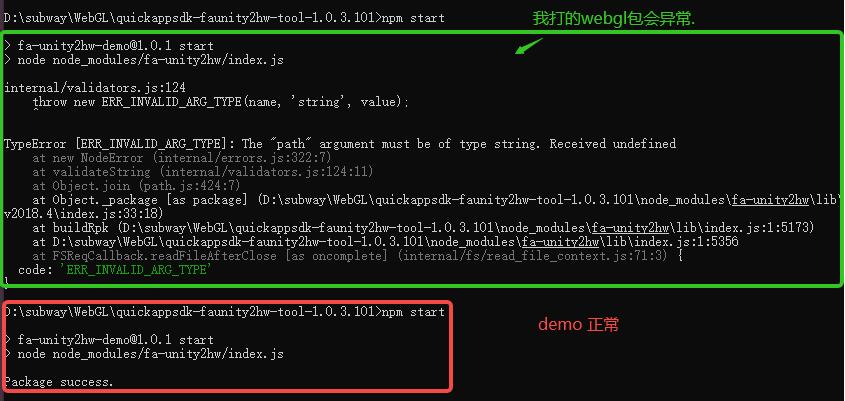 D:\subway\WebGL\quickappsdk-faunity2hw-tool-1.0.3.101>npm start
我打的webgl包会异常.
> fa-unity2hw-demo@1.0.1 start
> node node_modules/fa-unity2hw/index.js
internal/validators.js:124
throw new ERR_INVALID_ARG_TYPE(name, 'string', value);
^
TypeError [ERR_INVALID_ARG_TYPE]: The "path" argument must be of type string. Received undefined
at new NodeError (internal/errors.js:322:7)
at validateString (internal/validators.js:124:11)
at Object.join (path.js:424:7)
at Object._package [as package] (D:\subway\WebGL\quickappsdk-faunity2hw-tool-1.0.3.101\node_modules\fa-unity2hw\lib\
v2018.4\index.js:33:18)
at buildRpk (D:\subway\WebGL\quickappsdk-faunity2hw-tool-1.0.3.101\node_modules\fa-unity2hw\lib\index.js:1:5173)
at D:\subway\WebGL\quickappsdk-faunity2hw-tool-1.0.3.101\node_modules\fa-unity2hw\lib\index.js:1:5356
at FSReqCallback.readFileAfterClose [as oncomplete] (internal/fs/read_file_context.js:71:3) {
code: 'ERR_INVALID_ARG_TYPE'
}
D:\subway\WebGL\quickappsdk-faunity2hw-tool-1.0.3.101>npm start
demo 正常
> fa-unity2hw-demo@1.0.1 start
> node node_modules/fa-unity2hw/index.js
Package success.